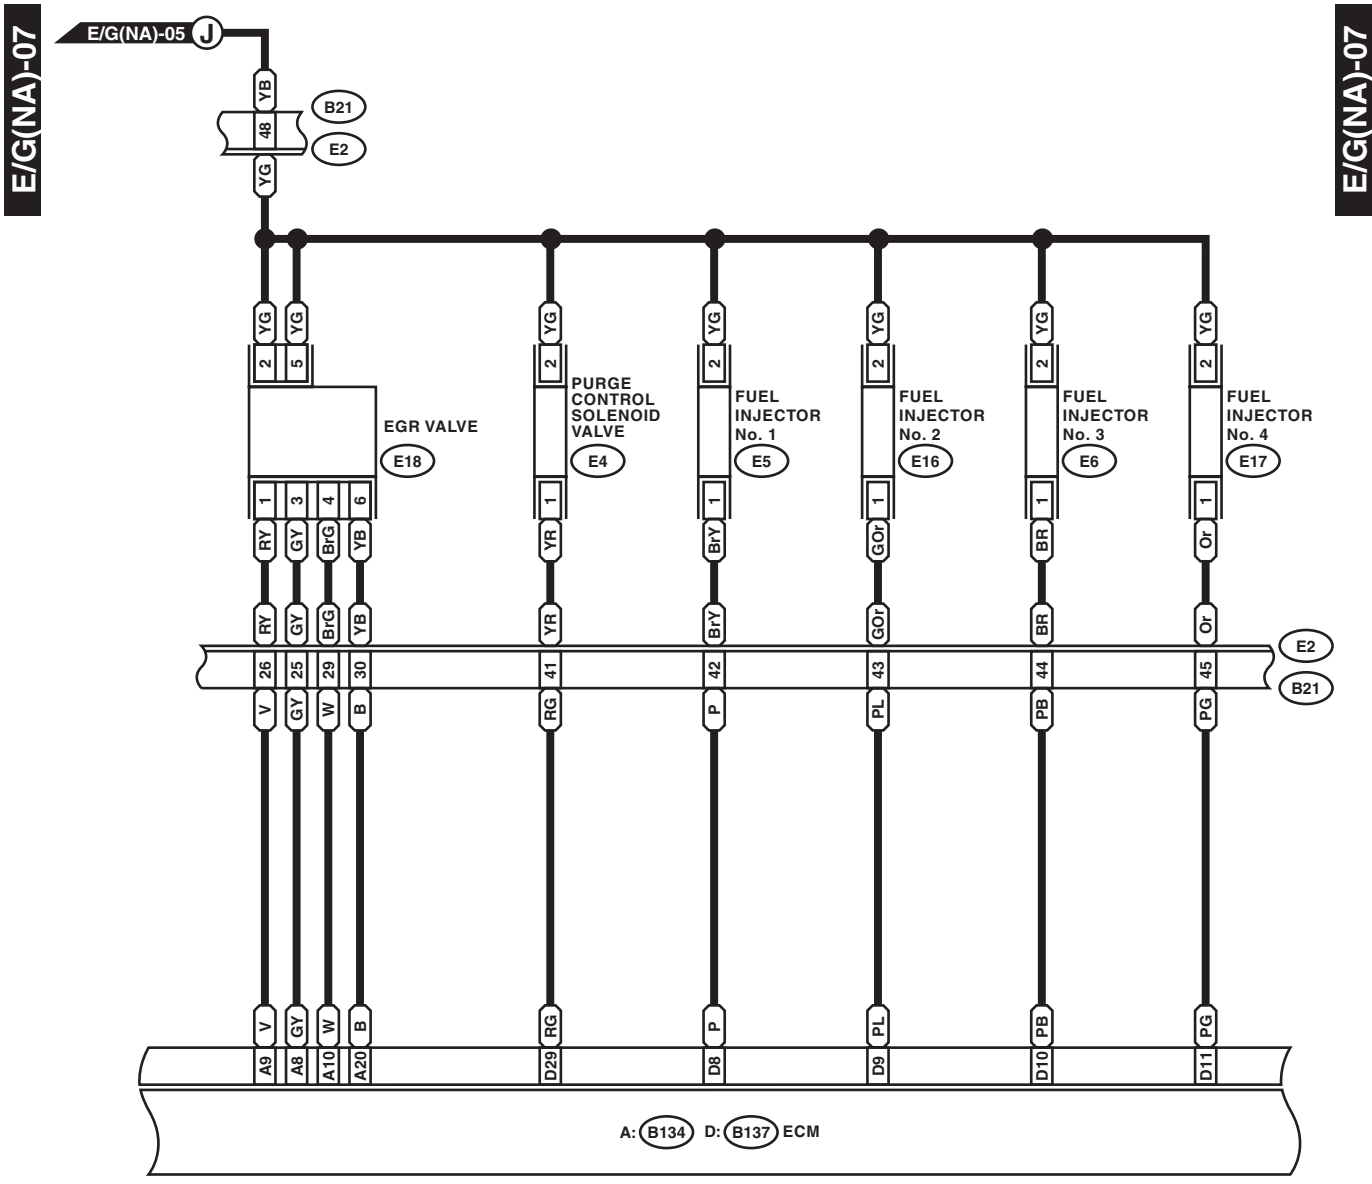 E/G(NA)-07
E/G(NA)-05 J
E/G(NA)-07
YB
B21
48
E2
YG
YG YG YG YG YG YG YG
2 5 2 2 2 2 2
EGR VALVE
E18
PURGE
CONTROL
SOLENOID
VALVE
E4
FUEL
INJECTOR
No. 1
E5
FUEL
INJECTOR
No. 2
E16
FUEL
INJECTOR
No. 3
E6
FUEL
INJECTOR
No. 4
E17
1 3 4 6 1 1 1 1 1
RY GY BrG YB YR BrY GOr BR Or
RY GY BrG YB YR BrY GOr BR Or
E2
26 25 29 30 41 42 43 44 45
B21
V GY W B RG P PL PB PG
V GY W B RG P PL PB PG
A9 A8 A10 A20 D29 D8 D9 D10 D11
A: B134 D: B137 ECM